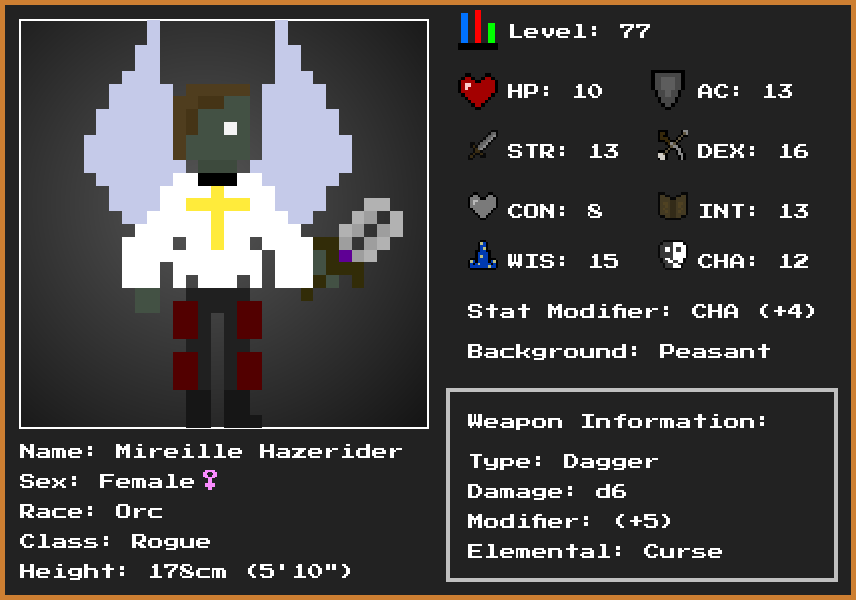 Level: 77
HP: 10
AC: 13
STR: 13
DEX: 16
CON: 8
INT: 13
WIS: 15
CHA: 12
Stat Modifier: CHA (+4)
Background: Peasant
Weapon Information:
Type: Dagger
Damage: d6
Modifier: (+5)
Elemental: Curse
Name: Mireille Hazerider
Sex: Female♀
Race: Orc
Class: Rogue
Height: 178cm (5'10")